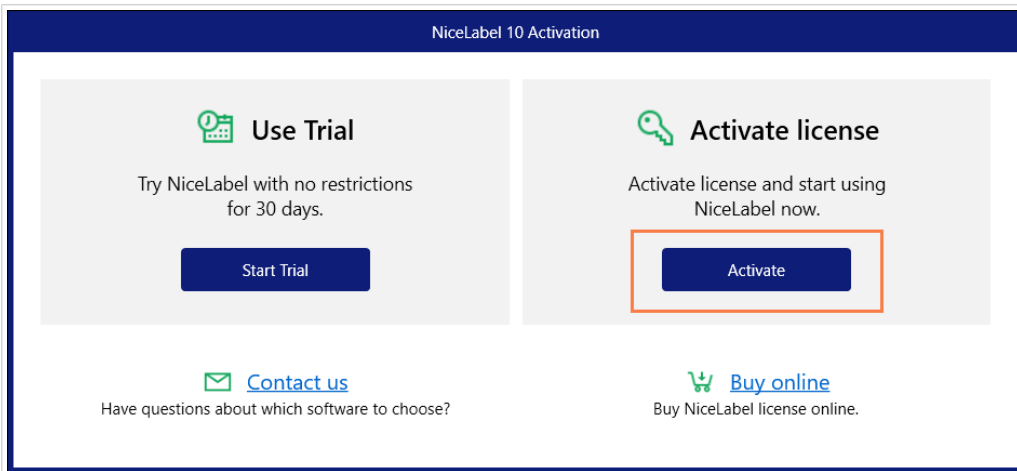 NiceLabel 10 Activation
Use Trial
Try NiceLabel with no restrictions
for 30 days.
Start Trial
Activate license
Activate license and start using
NiceLabel now.
Activate
Contact us
Have questions about which software to choose?
Buy online
Buy NiceLabel license online.